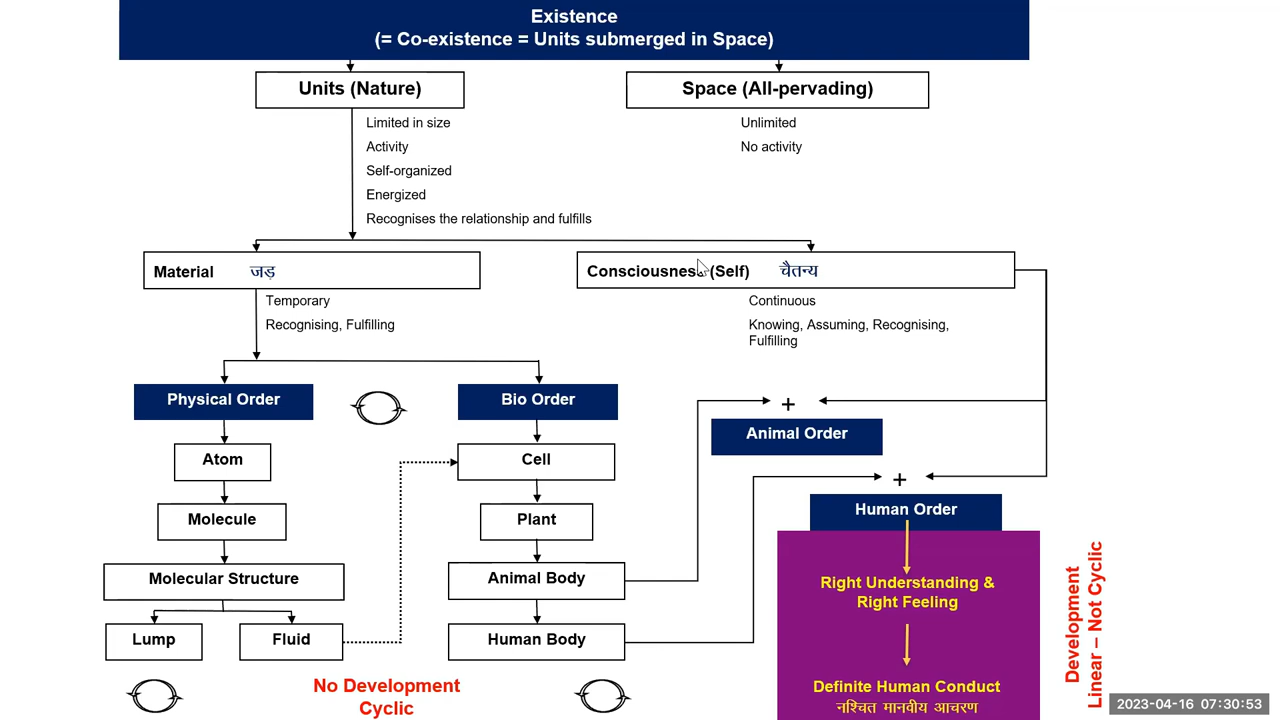 Existence
(= Co-existence = Units submerged in Space)
Units (Nature)
Space (All-pervading)
Limited in size
Activity
Self-organized
Energized
Recognises the relationship and fulfills
Unlimited
No activity
Material जड़
Consciousness (Self) चैतन्य
Temporary
Recognising, Fulfilling
Continuous
Knowing, Assuming, Recognising,
Fulfilling
Physical Order
Bio Order
+
Animal Order
Atom
Cell
+
Human Order
Molecule
Plant
Molecular Structure
Animal Body
Right Understanding &
Right Feeling
Lump
Fluid
Human Body
No Development
Cyclic
Definite Human Conduct
निश्चित मानवीय आचरण
Development
Linear – Not Cyclic
2023-04-16 07:30:53